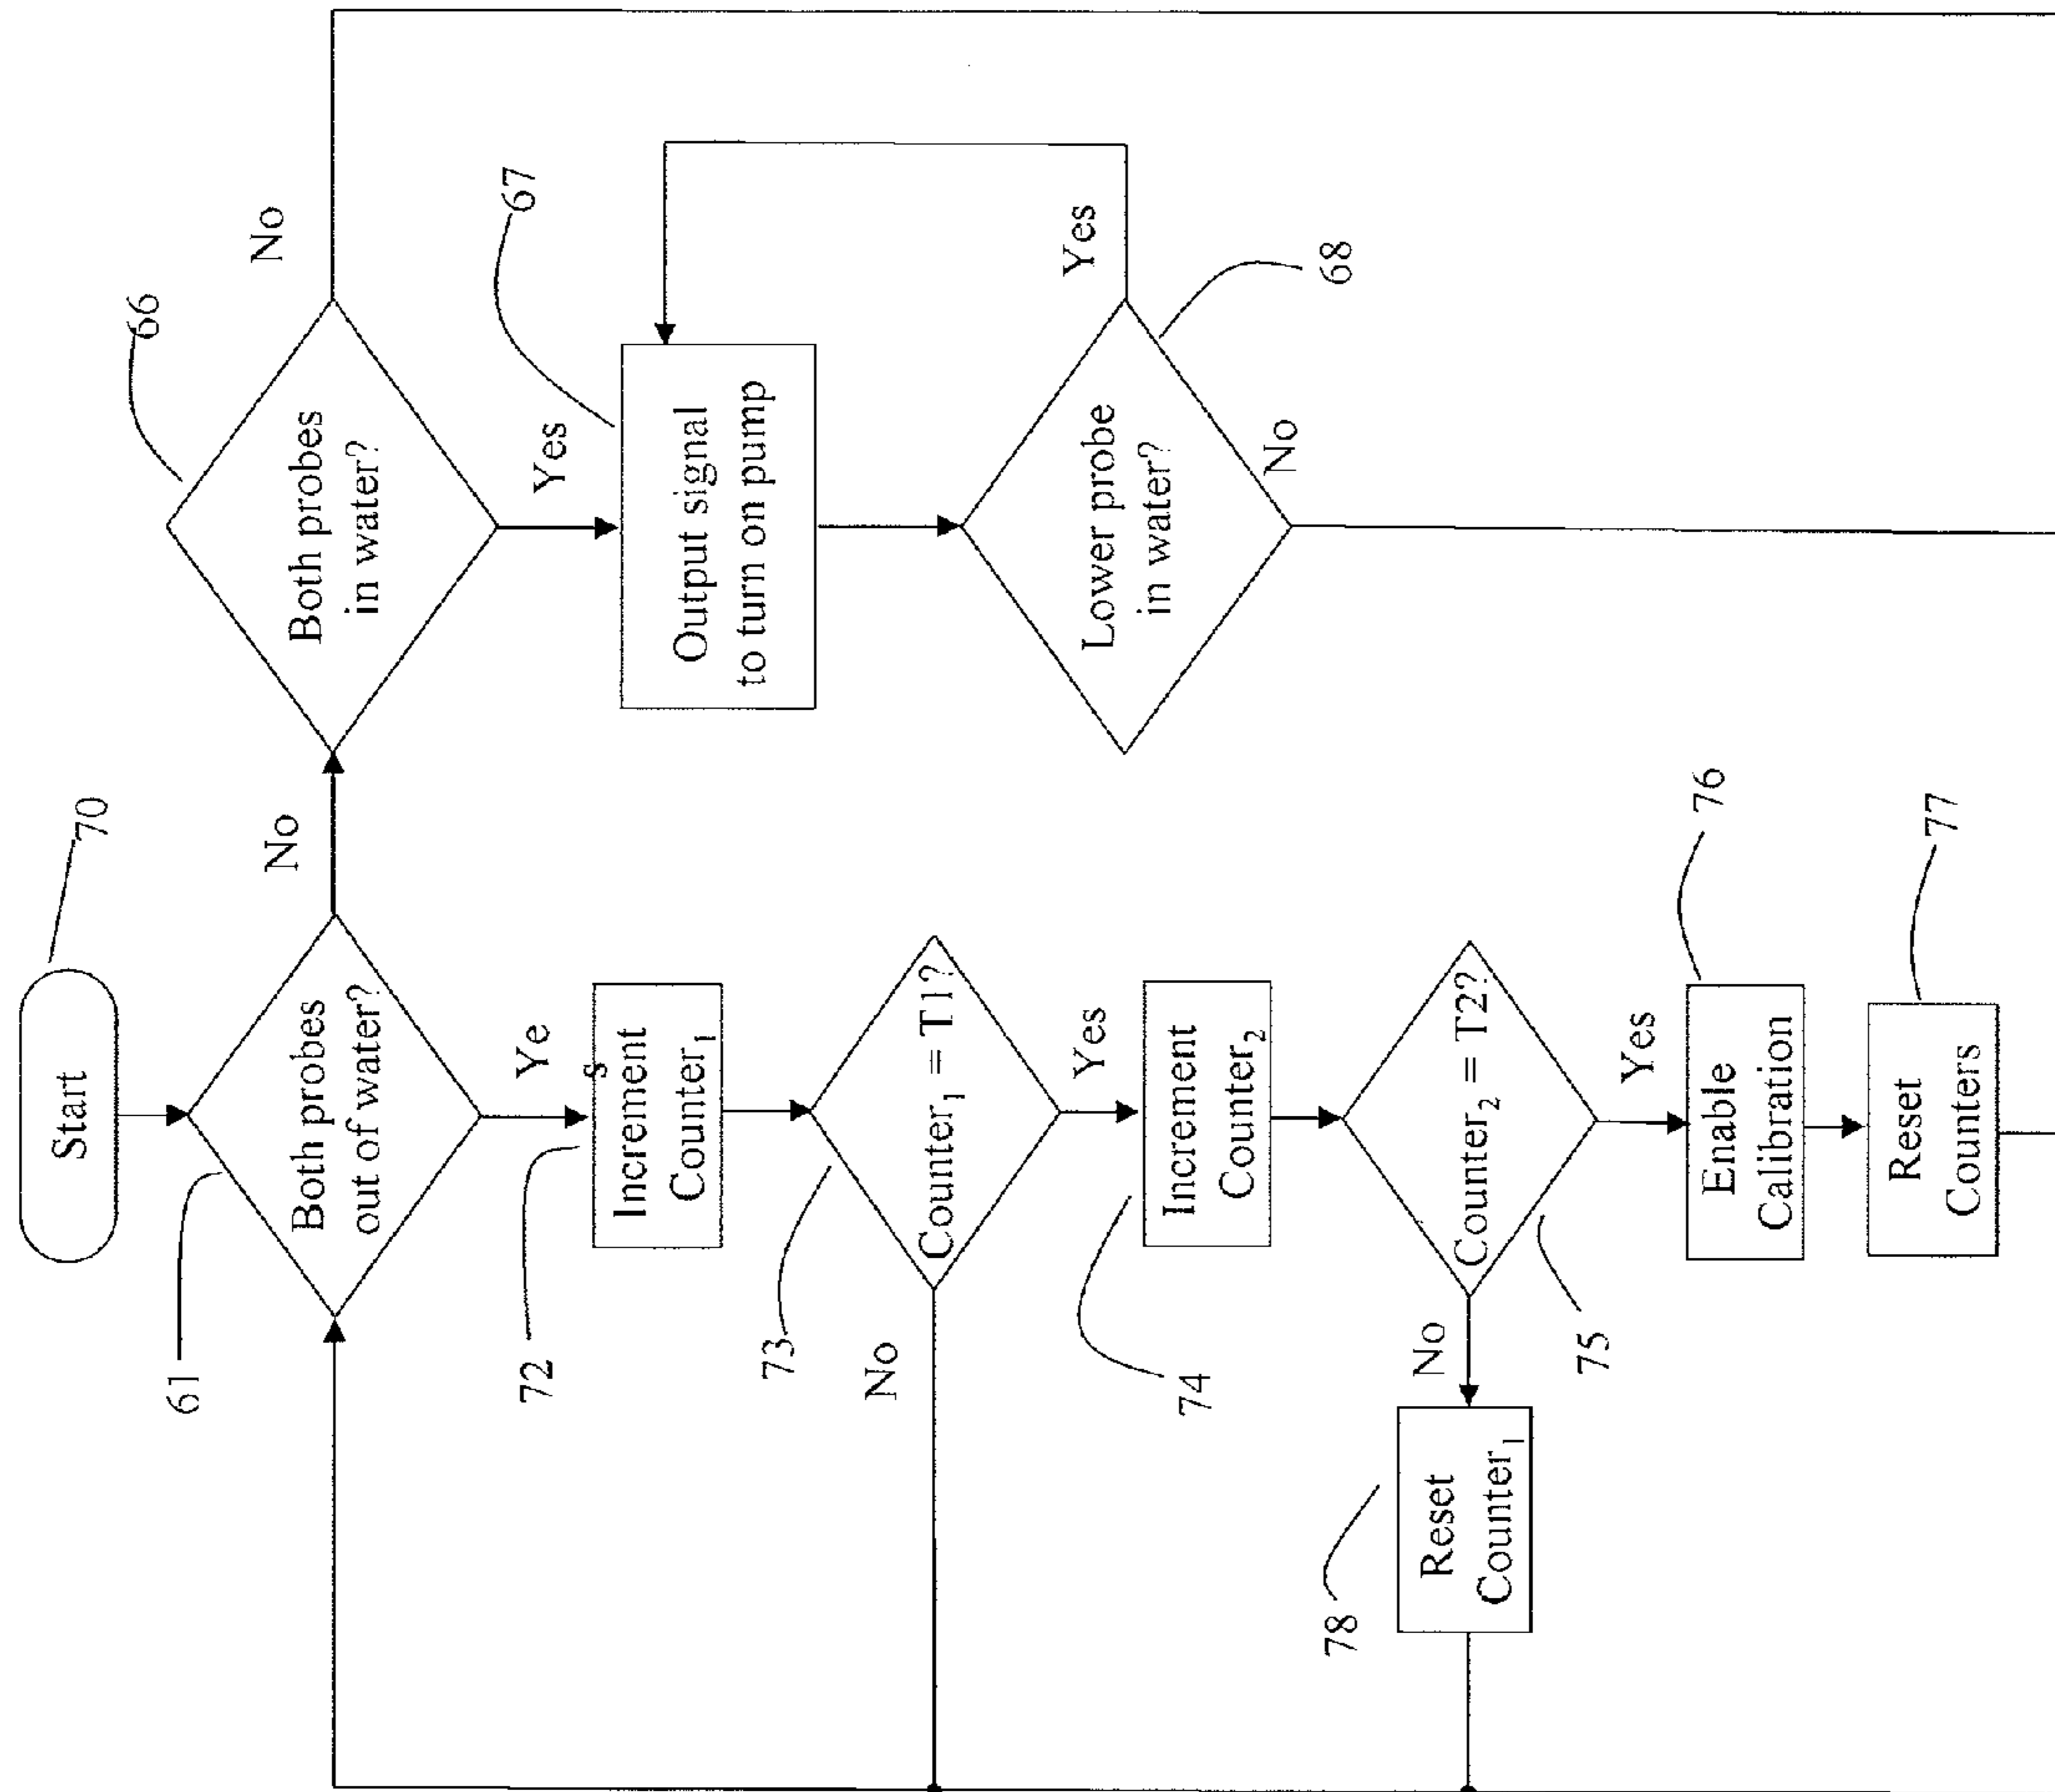 Start
70
Both probes
out of water?
61
No
Both probes
in water?
66
No
Yes
Output signal
to turn on pump
67
Lower probe
in water?
Yes
68
No
Ye
s
Increment
Counter₁
72
Counter₁ = T1?
73
No
Yes
Increment
Counter₂
74
Counter₂ = T2?
75
No
Reset
Counter₁
78
Yes
Enable
Calibration
76
Reset
Counters
77